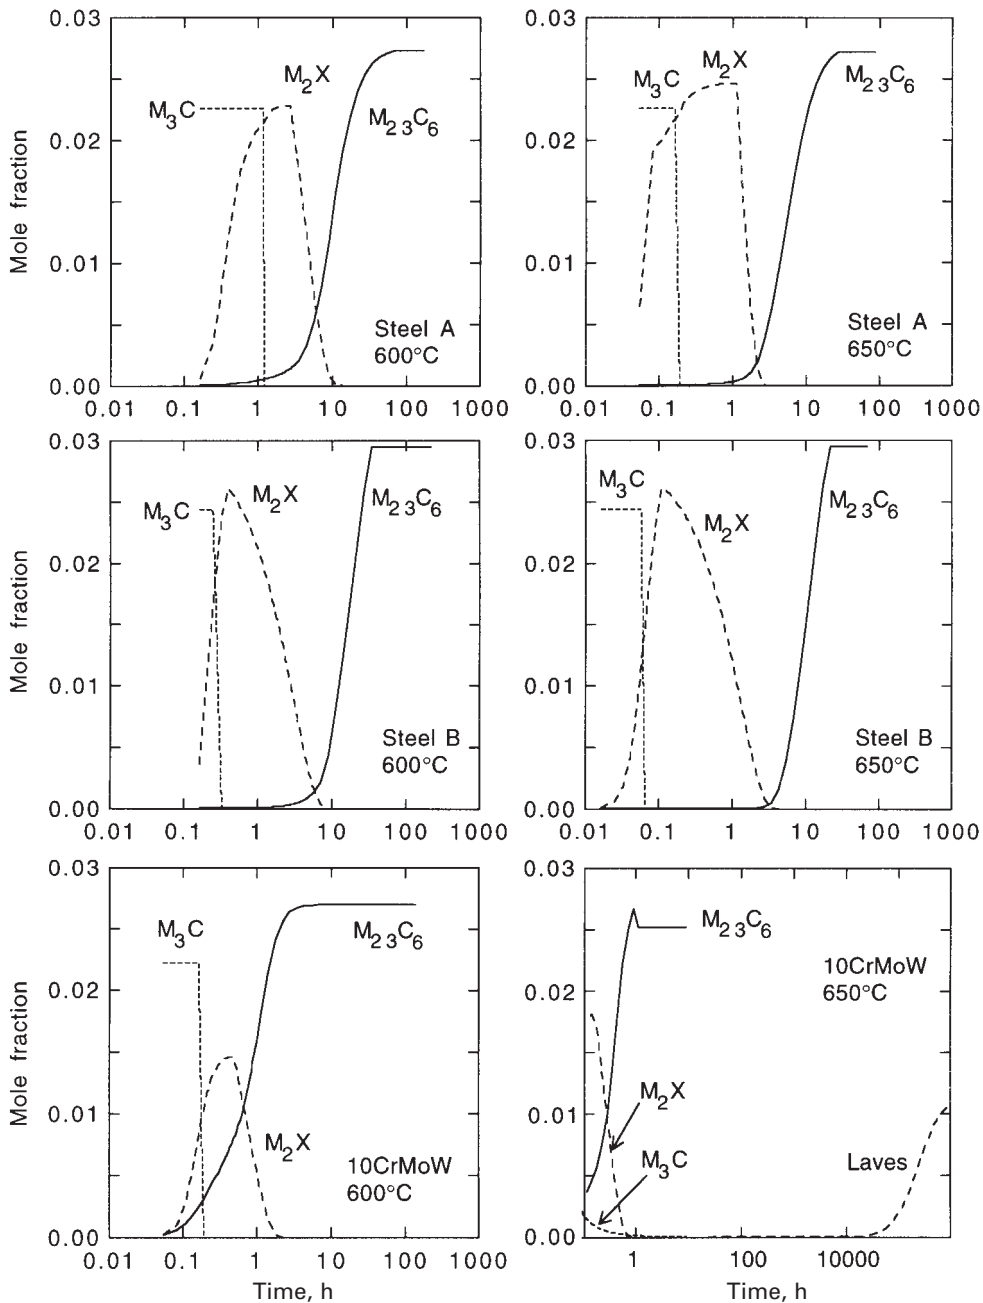 Mole fraction
0.03
0.02
0.01
0.00
M3C
M2X
M23C6
Steel A
600°C
0.01 0.1 1 10 100 1000
0.03
0.02
0.01
0.00
M3C
M2X
M23C6
Steel A
650°C
0.01 0.1 1 10 100 1000
Mole fraction
0.03
0.02
0.01
0.00
M3C
M2X
M23C6
Steel B
600°C
0.01 0.1 1 10 100 1000
0.03
0.02
0.01
0.00
M3C
M2X
M23C6
Steel B
650°C
0.01 0.1 1 10 100 1000
Mole fraction
0.03
0.02
0.01
0.00
M3C
M23C6
M2X
10CrMoW
600°C
0.01 0.1 1 10 100 1000
Time, h
0.03
0.02
0.01
0.00
M23C6
10CrMoW
650°C
M2X
M3C
Laves
1 100 10000
Time, h